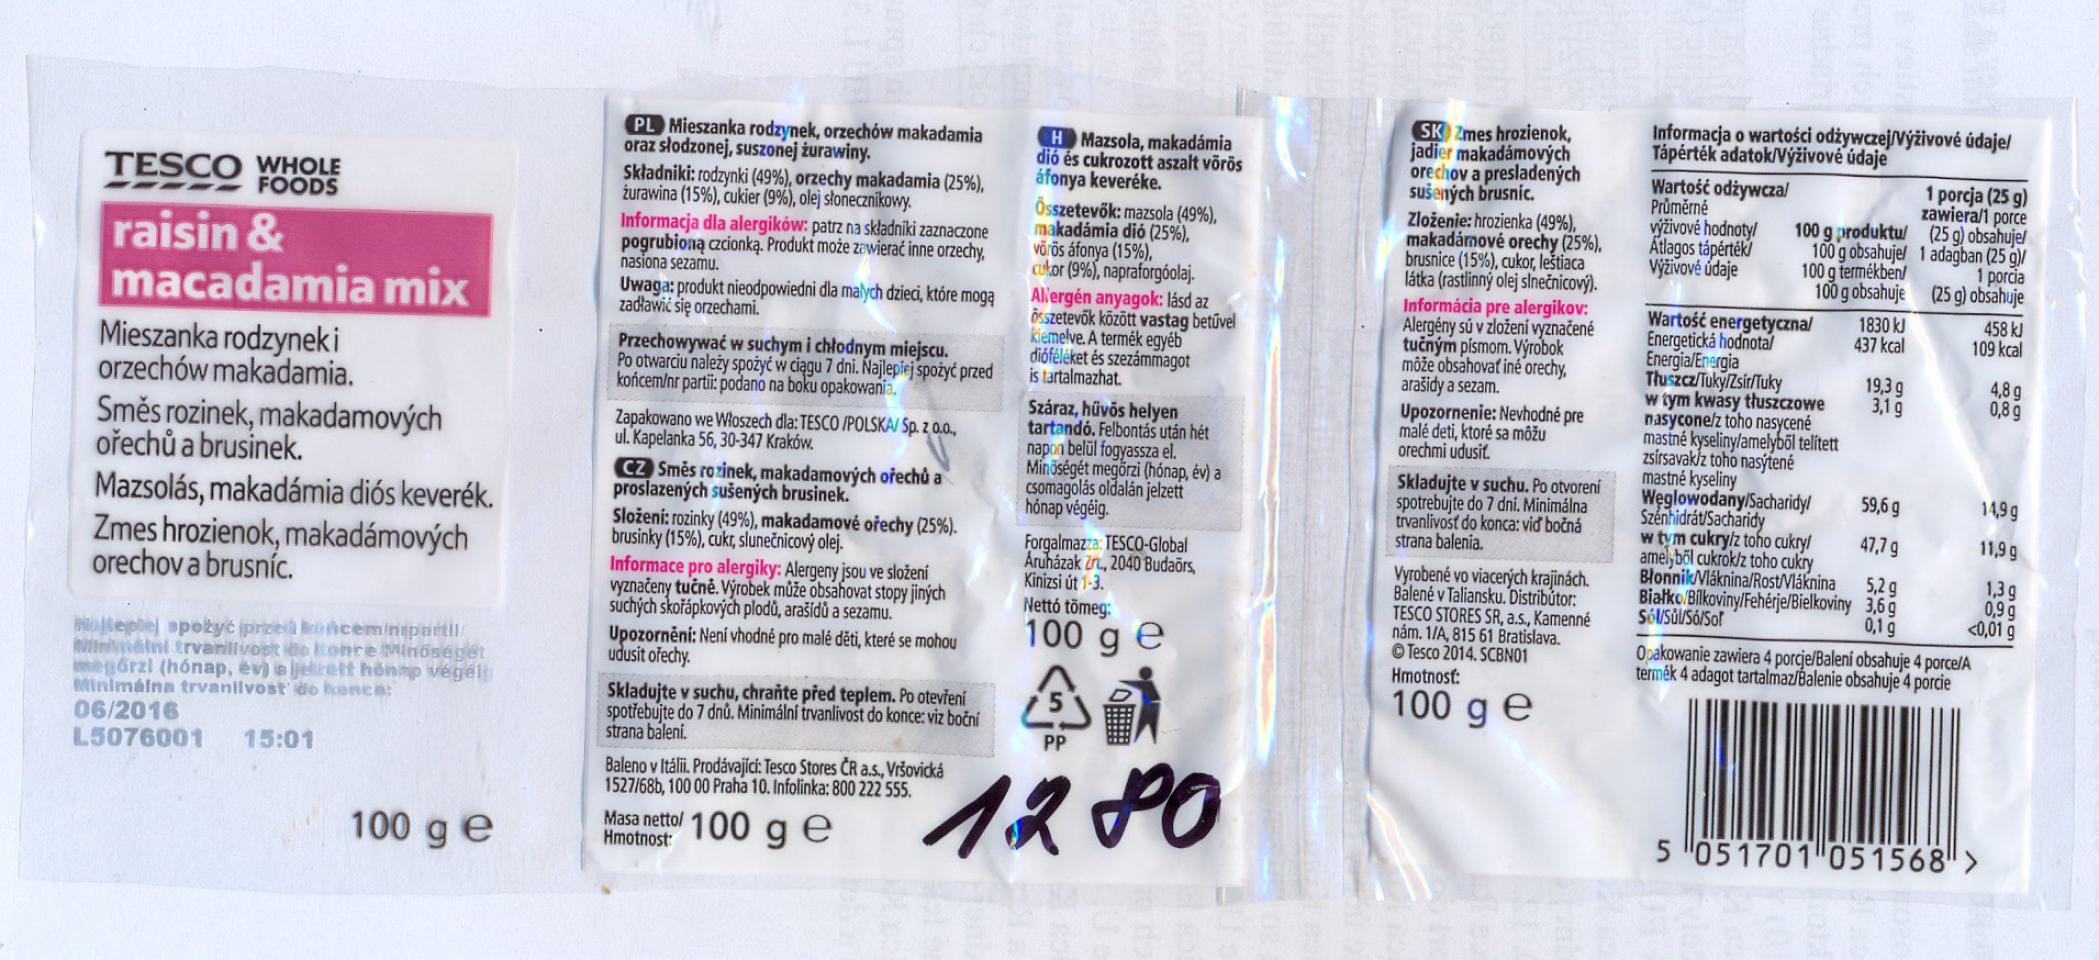 TESCO WHOLE
FOODS
raisin &
macadamia mix
Mieszanka rodzynek i
orzechów makadamia.
Směs rozinek, makadamových
ořechů a brusinek.
Mazsolás, makadámia diós keverék.
Zmes hrozienok, makadámových
orechov a brusníc.
Najlepiej spożyć przed końcem/nr partii/
Minimální trvanlivost do konce/Minőségét
megőrzi (hónap, év) a jelzett hónap végéig
Minimálna trvanlivosť do konca:
06/2016
L5076001 15:01
100 g e
PL Mieszanka rodzynek, orzechów makadamia
oraz słodzonej, suszonej żurawiny.
Składniki: rodzynki (49%), orzechy makadamia (25%),
żurawina (15%), cukier (9%), olej słonecznikowy.
Informacja dla alergików: patrz na składniki zaznaczone
pogrubioną czcionką. Produkt może zawierać inne orzechy,
nasiona sezamu.
Uwaga: produkt nieodpowiedni dla małych dzieci, które mogą
zadławić się orzechami.
Przechowywać w suchym i chłodnym miejscu.
Po otwarciu należy spożyć w ciągu 7 dni. Najlepiej spożyć przed
końcem/nr partii: podano na boku opakowania.
Zapakowano we Włoszech dla: TESCO /POLSKA/ Sp. z o.o.,
ul. Kapelanka 56, 30-347 Kraków.
CZ Směs rozinek, makadamových ořechů a
proslazených sušených brusinek.
Složení: rozinky (49%), makadamové ořechy (25%).
brusinky (15%), cukr, slunečnicový olej.
Informace pro alergiky: Alergeny jsou ve složení
vyznačeny tučně. Výrobek může obsahovat stopy jiných
suchých skořápkových plodů, arašídů a sezamu.
Upozornění: Není vhodné pro malé děti, které se mohou
udusit ořechy.
Skladujte v suchu, chraňte před teplem. Po otevření
spotřebujte do 7 dnů. Minimální trvanlivost do konce: viz boční
strana balení.
Baleno v Itálii. Prodávající: Tesco Stores ČR a.s., Vršovická
1527/68b, 100 00 Praha 10. Infolinka: 800 222 555.
Masa netto/
Hmotnost: 100 g e
H Mazsola, makadámia
dió és cukrozott aszalt vörös
áfonya keveréke.
Összetevők: mazsola (49%),
makadámia dió (25%),
vörös áfonya (15%),
cukor (9%), napraforgóolaj.
Allergén anyagok: lásd az
összetevők között vastag betűvel
kiemelve. A termék egyéb
dióféléket és szezámmagot
is tartalmazhat.
Száraz, hűvös helyen
tartandó. Felbontás után hét
napon belül fogyassza el.
Minőségét megőrzi (hónap, év) a
csomagolás oldalán jelzett
hónap végéig.
Forgalmazza: TESCO-Global
Áruházak Zrt., 2040 Budaörs,
Kinizsi út 1-3.
Nettó tömeg:
100 g e
5
PP
1280
SK Zmes hrozienok,
jadier makadámových
orechov a presladených
sušených brusníc.
Zloženie: hrozienka (49%),
makadámové orechy (25%),
brusnice (15%), cukor, leštiaca
látka (rastlinný olej slnečnicový).
Informácia pre alergikov:
Alergény sú v zložení vyznačené
tučným písmom. Výrobok
môže obsahovať iné orechy,
arašidy a sezam.
Upozornenie: Nevhodné pre
malé deti, ktoré sa môžu
orechmi udusiť.
Skladujte v suchu. Po otvorení
spotrebujte do 7 dní. Minimálna
trvanlivosť do konca: viď bočná
strana balenia.
Vyrobené vo viacerých krajinách.
Balené v Taliansku. Distribútor:
TESCO STORES SR, a.s., Kamenné
nám. 1/A, 815 61 Bratislava.
© Tesco 2014. SCBN01
Hmotnosť:
100 g e
Informacja o wartości odżywczej/Výživové údaje/
Tápérték adatok/Výživové údaje
Wartość odżywcza/ 1 porcja (25 g)
Průměrné zawiera/1 porce
výživové hodnoty/ 100 g produktu/ (25 g) obsahuje/
Átlagos tápérték/ 100 g obsahuje/ 1 adagban (25 g)/
Výživové údaje 100 g termékben/ 1 porcia
100 g obsahuje (25 g) obsahuje
Wartość energetyczna/ 1830 kJ 458 kJ
Energetická hodnota/ 437 kcal 109 kcal
Energia/Energia
Tłuszcz/Tuky/Zsír/Tuky 19,3 g 4,8 g
w tym kwasy tłuszczowe 3,1 g 0,8 g
nasycone/z toho nasycené
mastné kyseliny/amelyből telített
zsírsavak/z toho nasýtené
mastné kyseliny
Węglowodany/Sacharidy/ 59,6 g 14,9 g
Szénhidrát/Sacharidy
w tym cukry/z toho cukry/ 47,7 g 11,9 g
amelyből cukrok/z toho cukry
Błonnik/Vláknina/Rost/Vláknina 5,2 g 1,3 g
Białko/Bílkoviny/Fehérje/Bielkoviny 3,6 g 0,9 g
Sól/Sůl/Só/Soľ 0,1 g <0,01 g
Opakowanie zawiera 4 porcje/Balení obsahuje 4 porce/A
termék 4 adagot tartalmaz/Balenie obsahuje 4 porcie
5 051701 051568 >